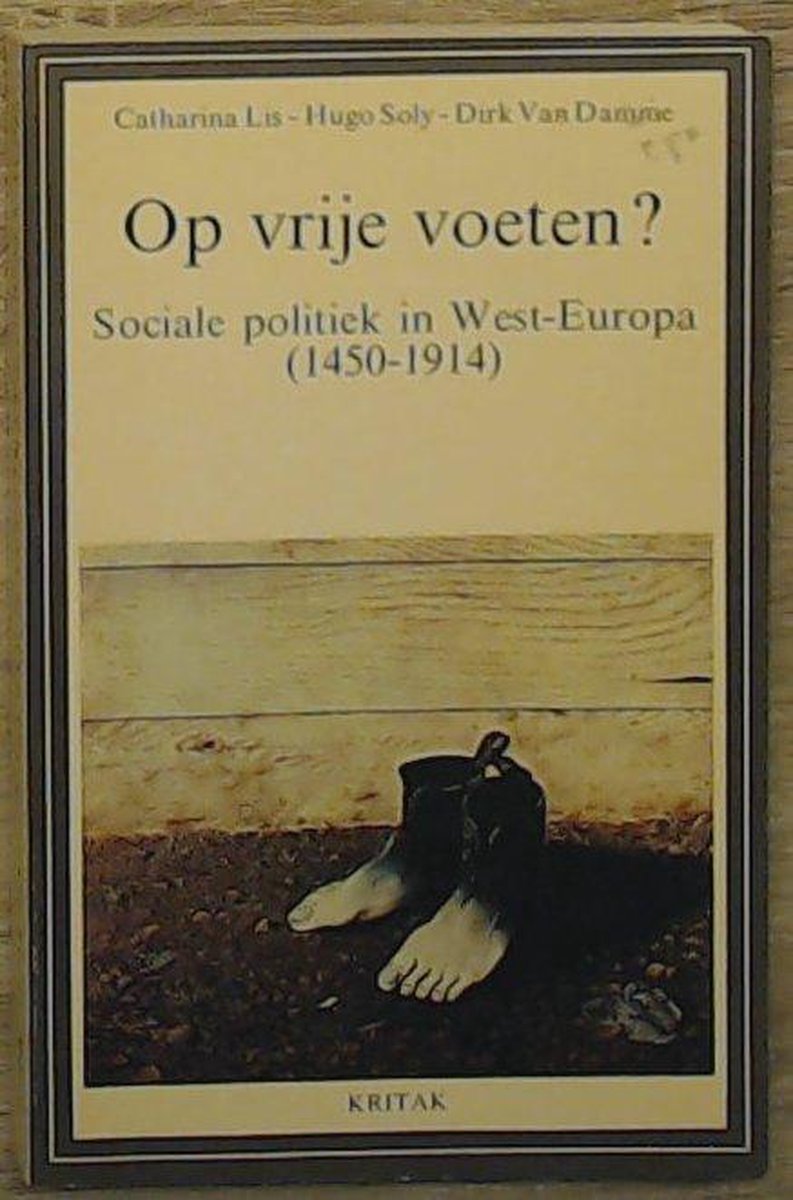 Catharina Lis - Hugo Soly - Dirk Van Damme
Op vrije voeten?
Sociale politiek in West-Europa
(1450-1914)
KRITAK